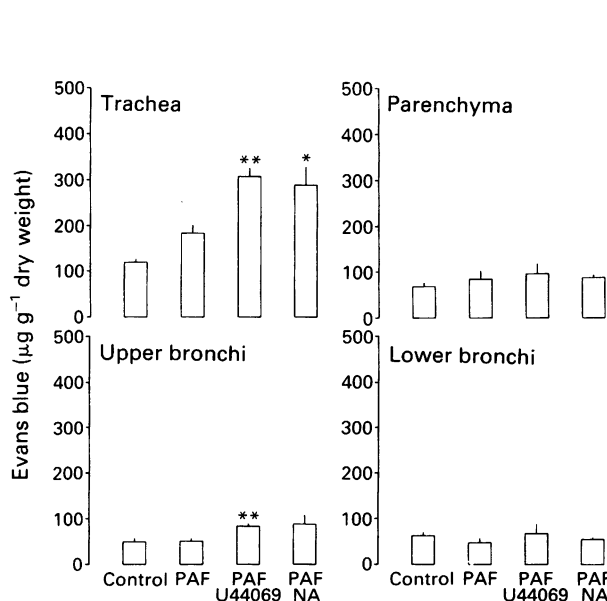 Evans blue (μg g⁻¹ dry weight)
Trachea
500
400
300
200
100
0
** *
Parenchyma
500
400
300
200
100
0
Upper bronchi
500
400
300
200
100
0
**
Control PAF PAF PAF
U44069 NA
Lower bronchi
500
400
300
200
100
0
Control PAF PAF PAF
U44069 NA